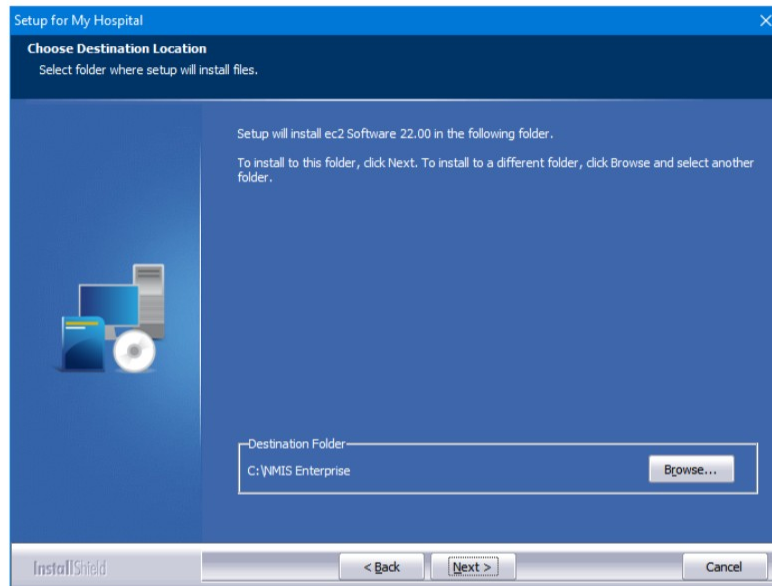 Setup for My Hospital
Choose Destination Location
Select folder where setup will install files.
Setup will install ec2 Software 22.00 in the following folder.
To install to this folder, click Next. To install to a different folder, click Browse and select another
folder.
Destination Folder
C:\NMIS Enterprise
Browse...
InstallShield
< Back
Next >
Cancel